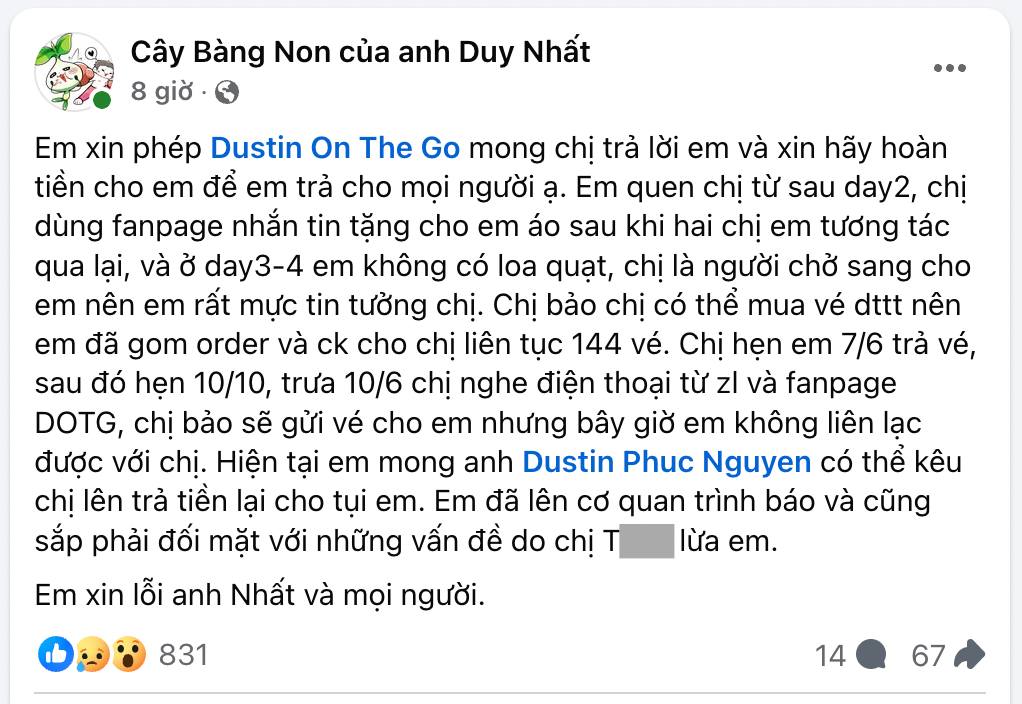 Cây Bàng Non của anh Duy Nhất
8 giờ ·
Em xin phép Dustin On The Go mong chị trả lời em và xin hãy hoàn
tiền cho em để em trả cho mọi người ạ. Em quen chị từ sau day2, chị
dùng fanpage nhắn tin tặng cho em áo sau khi hai chị em tương tác
qua lại, và ở day3-4 em không có loa quạt, chị là người chở sang cho
em nên em rất mực tin tưởng chị. Chị bảo chị có thể mua vé dttt nên
em đã gom order và ck cho chị liên tục 144 vé. Chị hẹn em 7/6 trả vé,
sau đó hẹn 10/10, trưa 10/6 chị nghe điện thoại từ zl và fanpage
DOTG, chị bảo sẽ gửi vé cho em nhưng bây giờ em không liên lạc
được với chị. Hiện tại em mong anh Dustin Phuc Nguyen có thể kêu
chị lên trả tiền lại cho tụi em. Em đã lên cơ quan trình báo và cũng
sắp phải đối mặt với những vấn đề do chị T lừa em.
Em xin lỗi anh Nhất và mọi người.
831
14 67